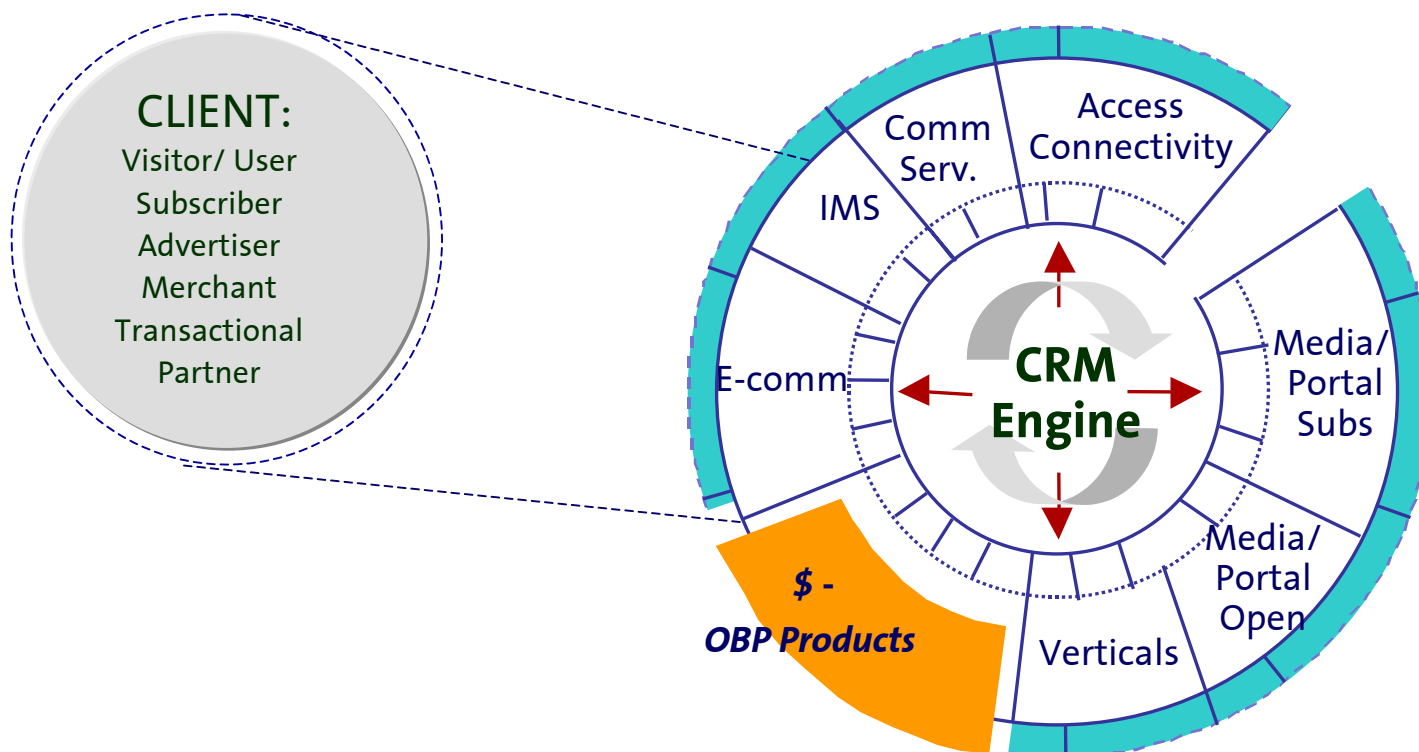 CLIENT:
Visitor/ User
Subscriber
Advertiser
Merchant
Transactional
Partner
Access
Connectivity
Comm
Serv.
IMS
E-comm
CRM
Engine
Media/
Portal
Subs
Media/
Portal
Open
Verticals
$ -
OBP Products